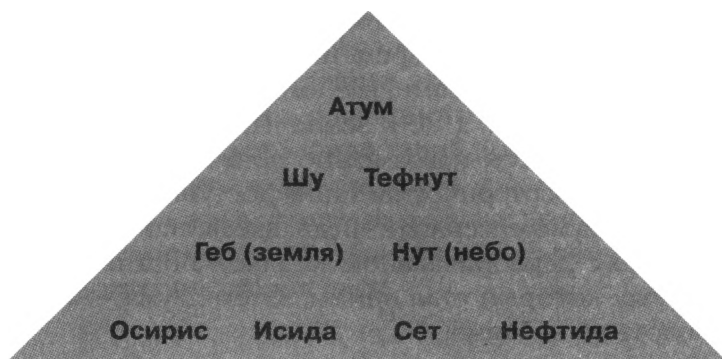 Атум
Шу Тефнут
Геб (земля) Нут (небо)
Осирис Исида Сет Нефтида